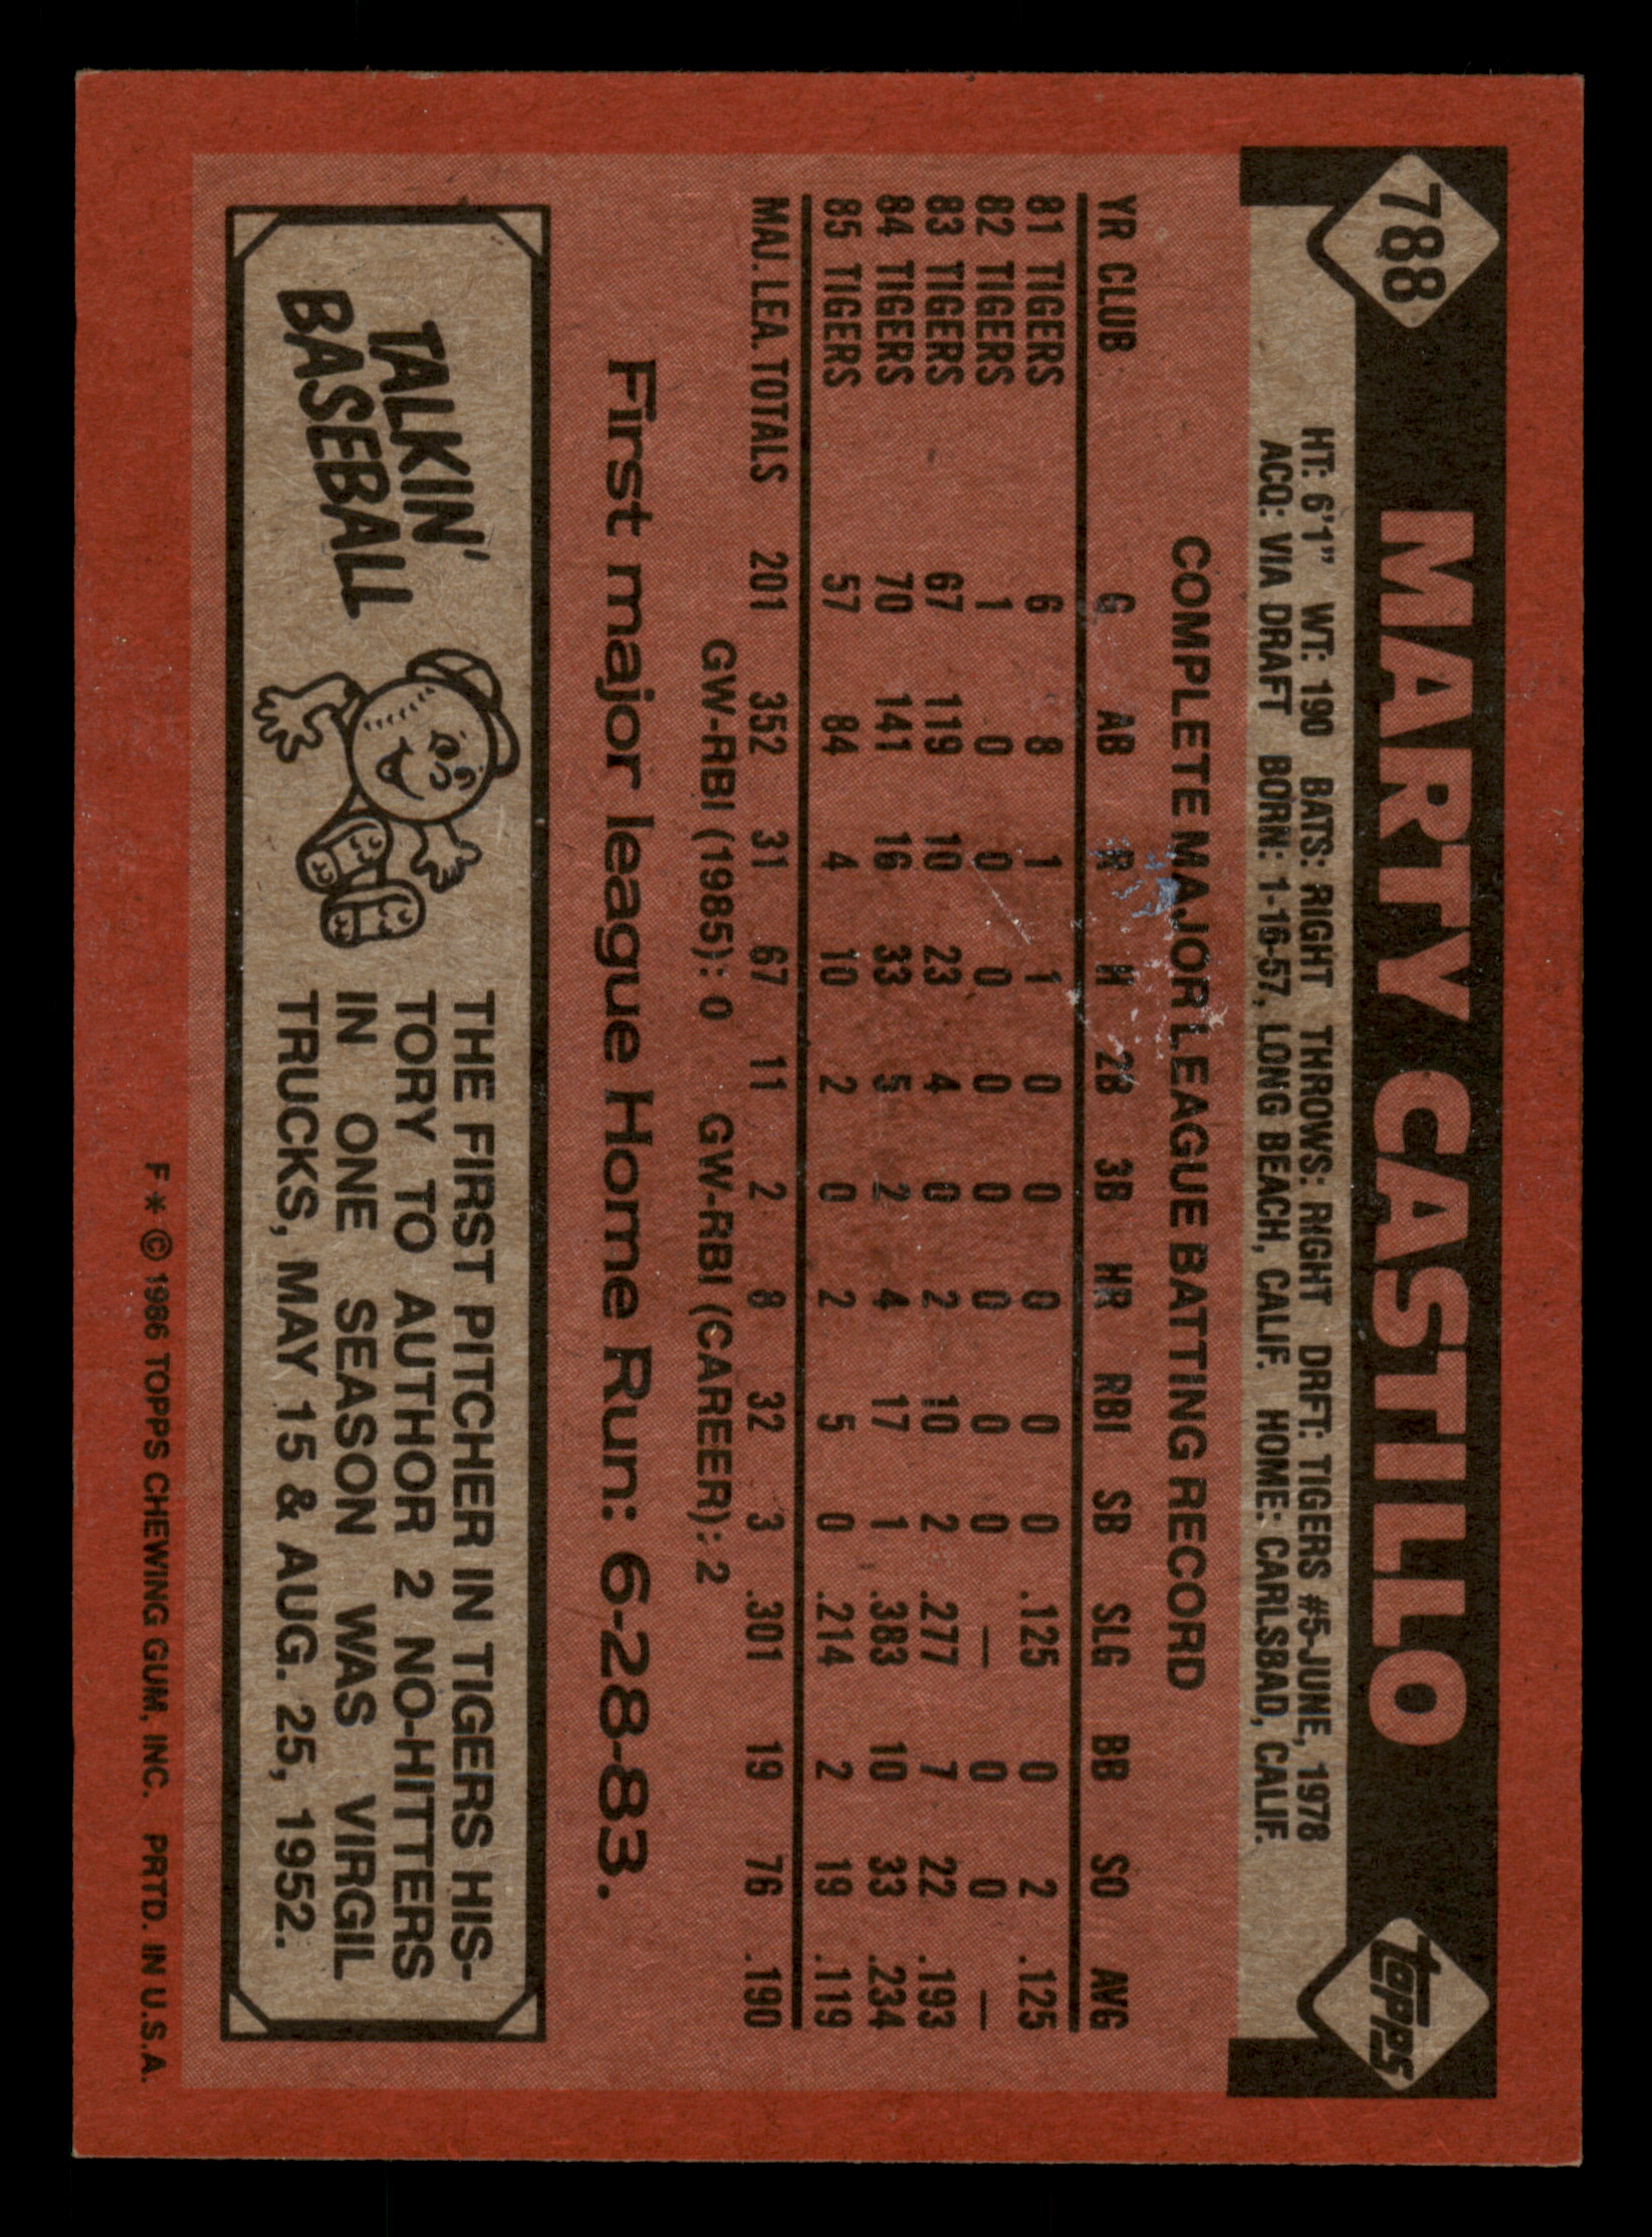 788 MARTY CASTILLO topps
HT: 6'1" WT: 190 BATS: RIGHT THROWS: RIGHT DRFT: TIGERS #5-JUNE, 1978
ACQ: VIA DRAFT BORN: 1-16-57, LONG BEACH, CALIF. HOME: CARLSBAD, CALIF.
COMPLETE MAJOR LEAGUE BATTING RECORD
YR CLUB G AB R H 2B 3B HR RBI SB SLG BB SO AVG
81 TIGERS 6 8 1 1 0 0 0 0 0 .125 0 2 .125
82 TIGERS 1 0 0 0 0 0 0 0 0 — 0 0 —
83 TIGERS 67 119 10 23 4 0 2 10 2 .277 7 22 .193
84 TIGERS 70 141 16 33 5 2 4 17 1 .383 10 33 .234
85 TIGERS 57 84 4 10 2 0 2 5 0 .214 2 19 .119
MAJ. LEA. TOTALS 201 352 31 67 11 2 8 32 3 .301 19 76 .190
GW-RBI (1985): 0 GW-RBI (CAREER): 2
First major league Home Run: 6-28-83.
TALKIN'
BASEBALL
THE FIRST PITCHER IN TIGERS HIS-
TORY TO AUTHOR 2 NO-HITTERS
IN ONE SEASON WAS VIRGIL
TRUCKS, MAY 15 & AUG. 25, 1952.
F * © 1986 TOPPS CHEWING GUM, INC. PRTD. IN U.S.A.